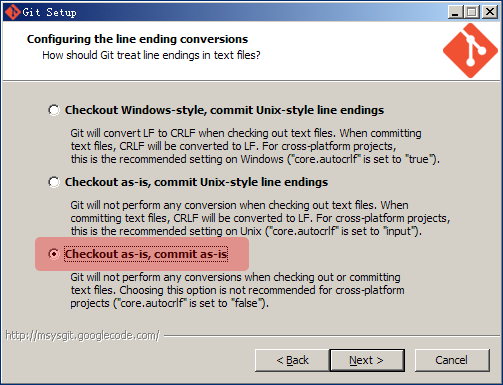 Git Setup
Configuring the line ending conversions
How should Git treat line endings in text files?
Checkout Windows-style, commit Unix-style line endings
Git will convert LF to CRLF when checking out text files. When committing
text files, CRLF will be converted to LF. For cross-platform projects,
this is the recommended setting on Windows ("core.autocrlf" is set to "true").
Checkout as-is, commit Unix-style line endings
Git will not perform any conversion when checking out text files. When
committing text files, CRLF will be converted to LF. For cross-platform projects,
this is the recommended setting on Unix ("core.autocrlf" is set to "input").
Checkout as-is, commit as-is
Git will not perform any conversions when checking out or committing
text files. Choosing this option is not recommended for cross-platform
projects ("core.autocrlf" is set to "false").
http://msysgit.googlecode.com/
< Back
Next >
Cancel